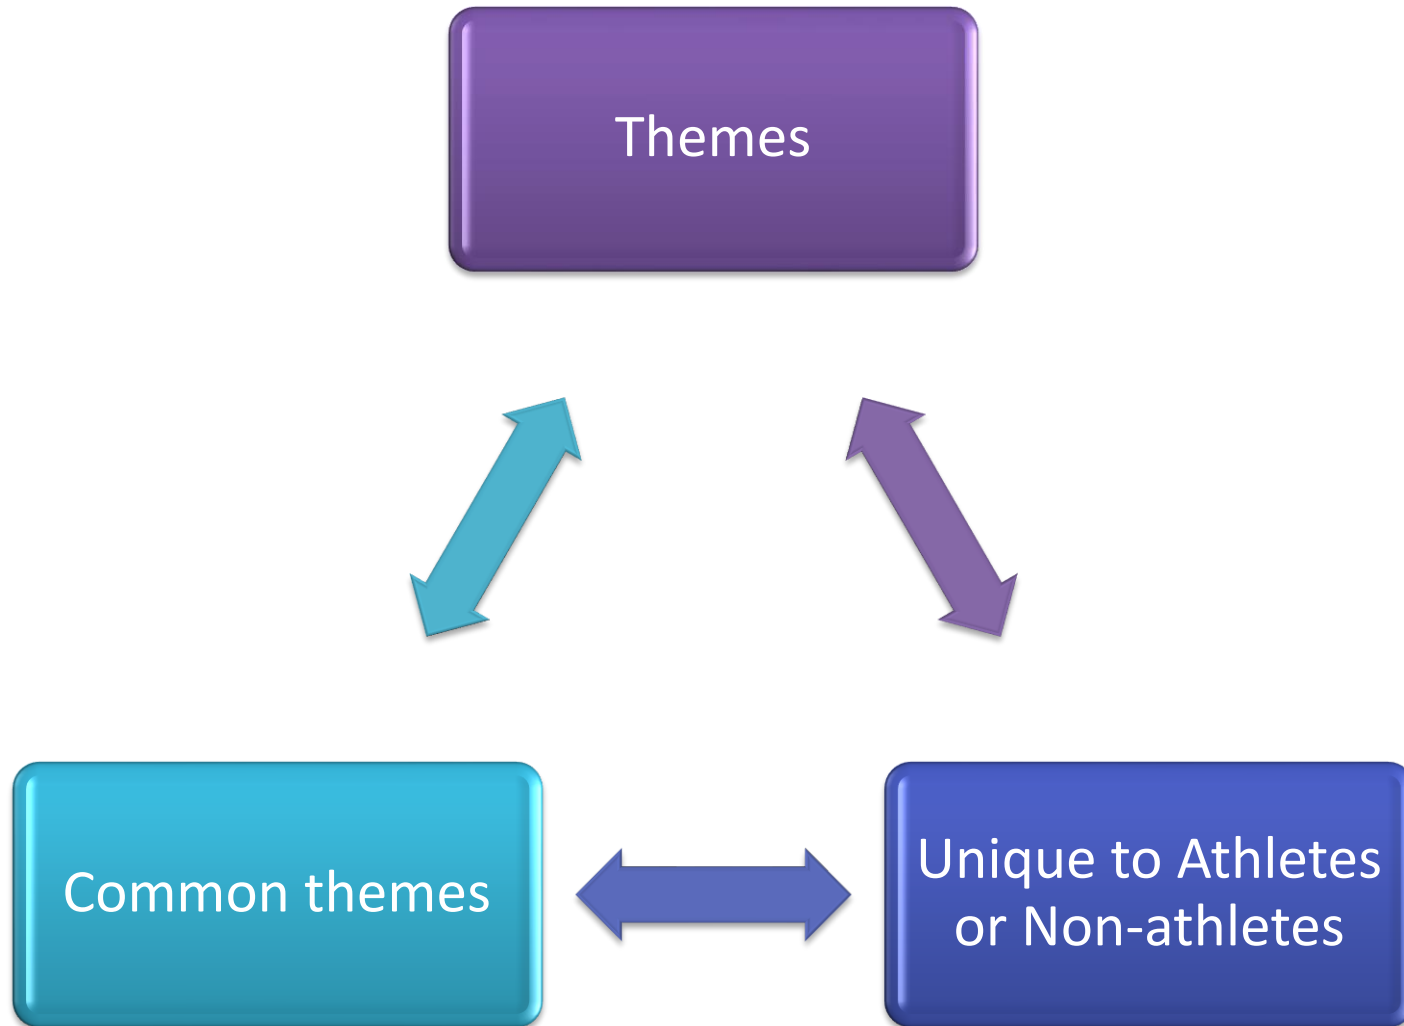 Themes
Common themes
Unique to Athletes
or Non-athletes